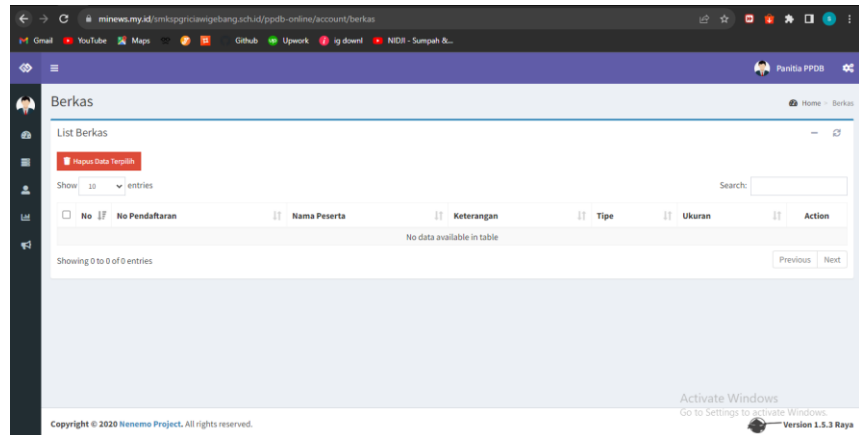 minews.my.id/smkspgriciawigebang.sch.id/ppdb-online/account/berkas
Gmail YouTube Maps Github Upwork ig downl NIDJI - Sumpah &...
Panitia PPDB
Berkas
Home > Berkas
List Berkas
Hapus Data Terpilih
Show 10 entries
Search:
No No Pendaftaran Nama Peserta Keterangan Tipe Ukuran Action
No data available in table
Showing 0 to 0 of 0 entries
Previous Next
Activate Windows
Go to Settings to activate Windows.
Copyright © 2020 Nenemo Project. All rights reserved.
Version 1.5.3 Raya